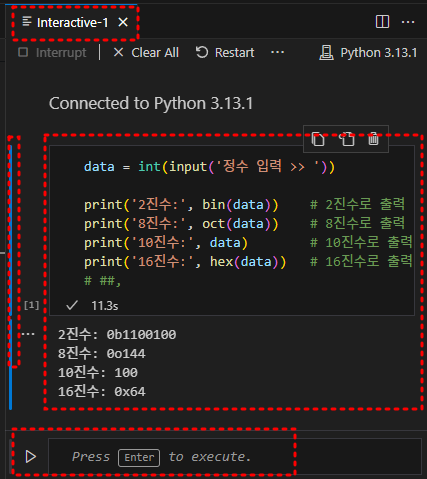 Interactive-1
Interrupt | Clear All Restart ... Python 3.13.1
Connected to Python 3.13.1
data = int(input('정수 입력 >> '))
print('2진수:', bin(data)) # 2진수로 출력
print('8진수:', oct(data)) # 8진수로 출력
print('10진수:', data) # 10진수로 출력
print('16진수:', hex(data)) # 16진수로 출력
# ##,
[1] 11.3s
... 2진수: 0b1100100
8진수: 0o144
10진수: 100
16진수: 0x64
Press Enter to execute.